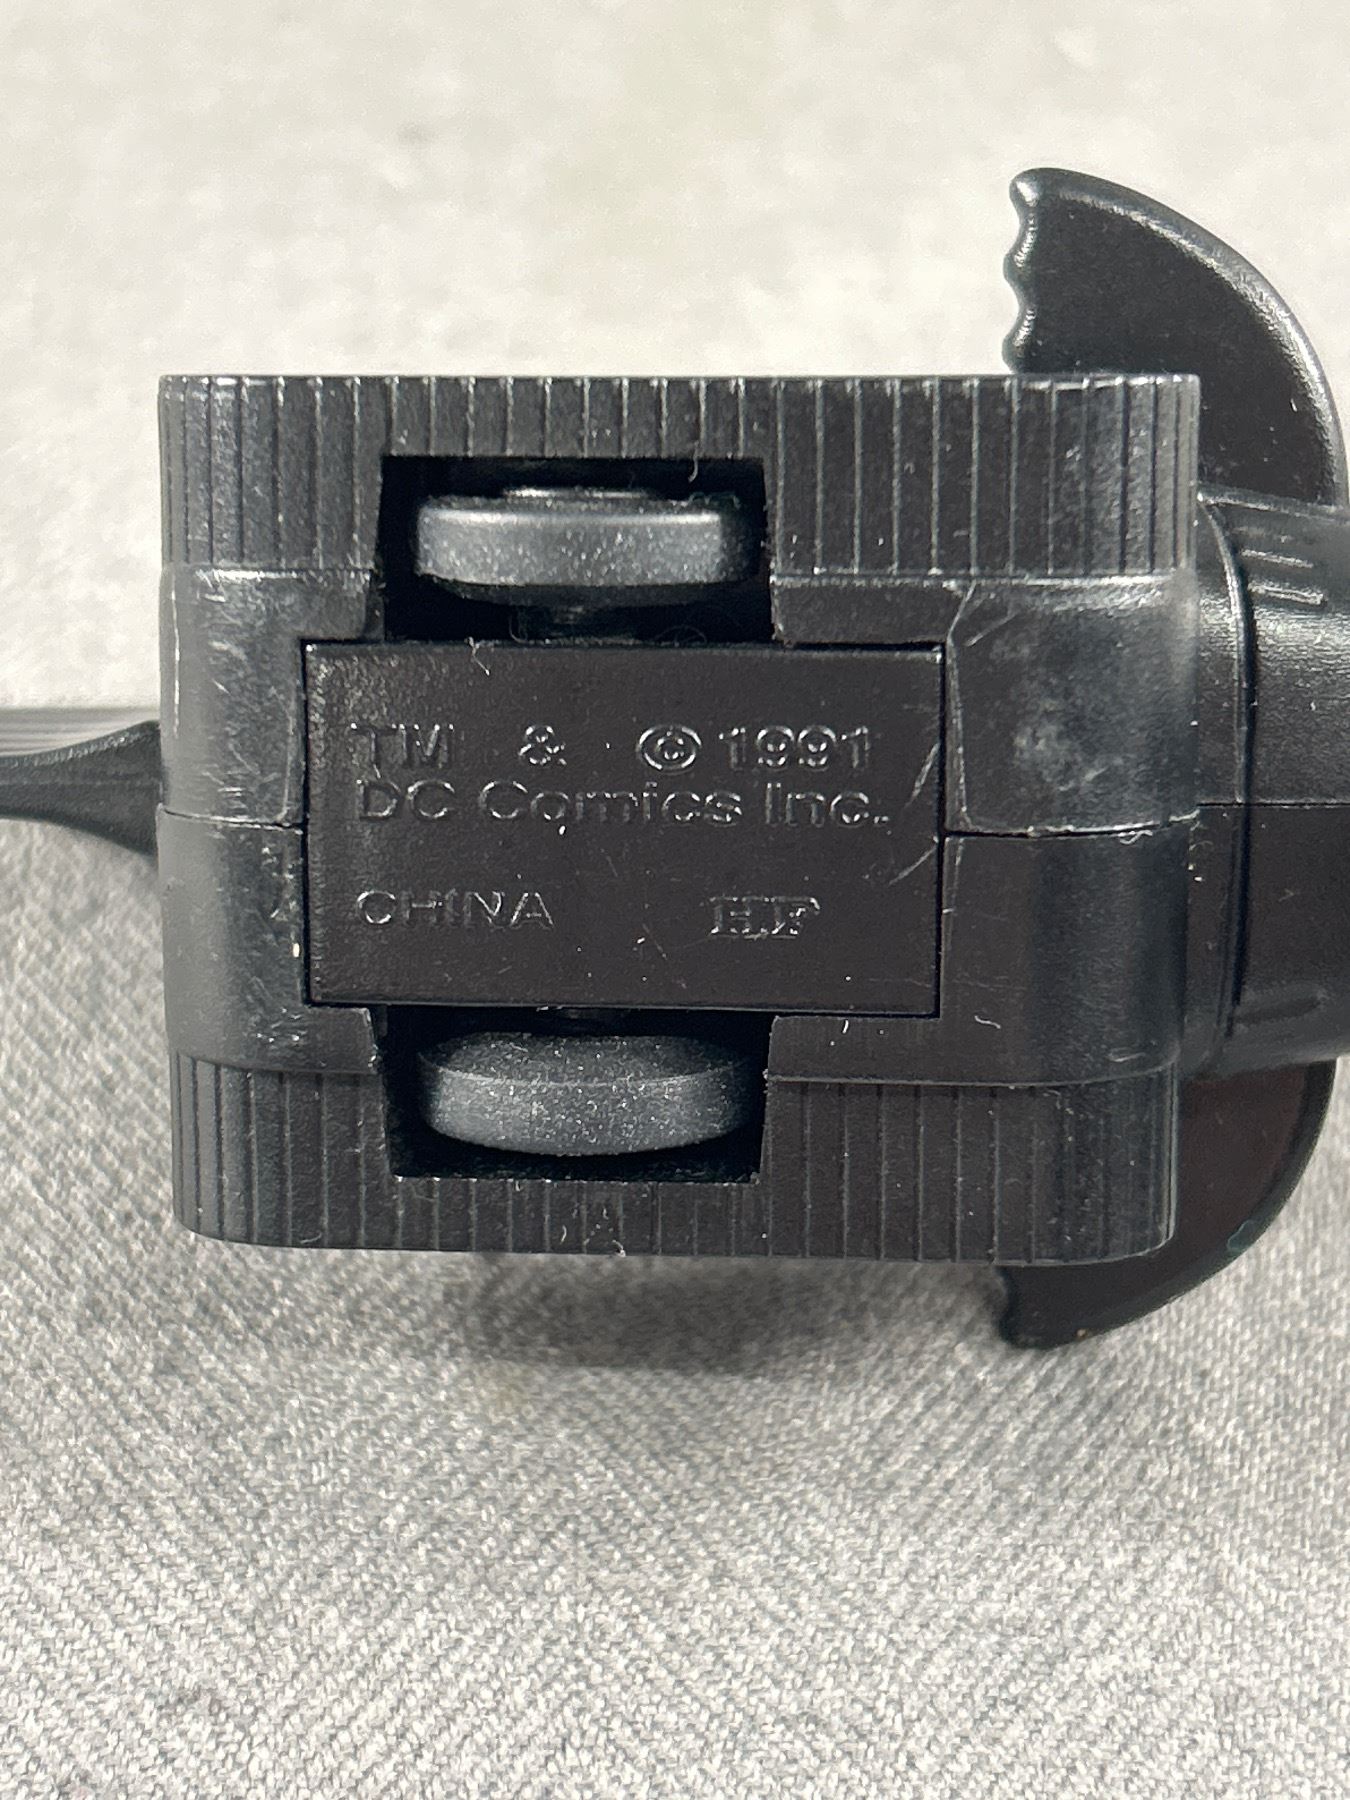 TM & © 1991
DC Comics Inc.
CHINA HF